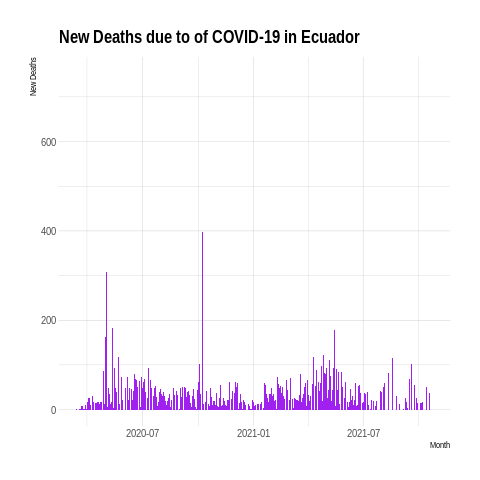 New Deaths due to of COVID-19 in Ecuador
New Deaths
600
400
200
0
2020-07
2021-01
2021-07
Month